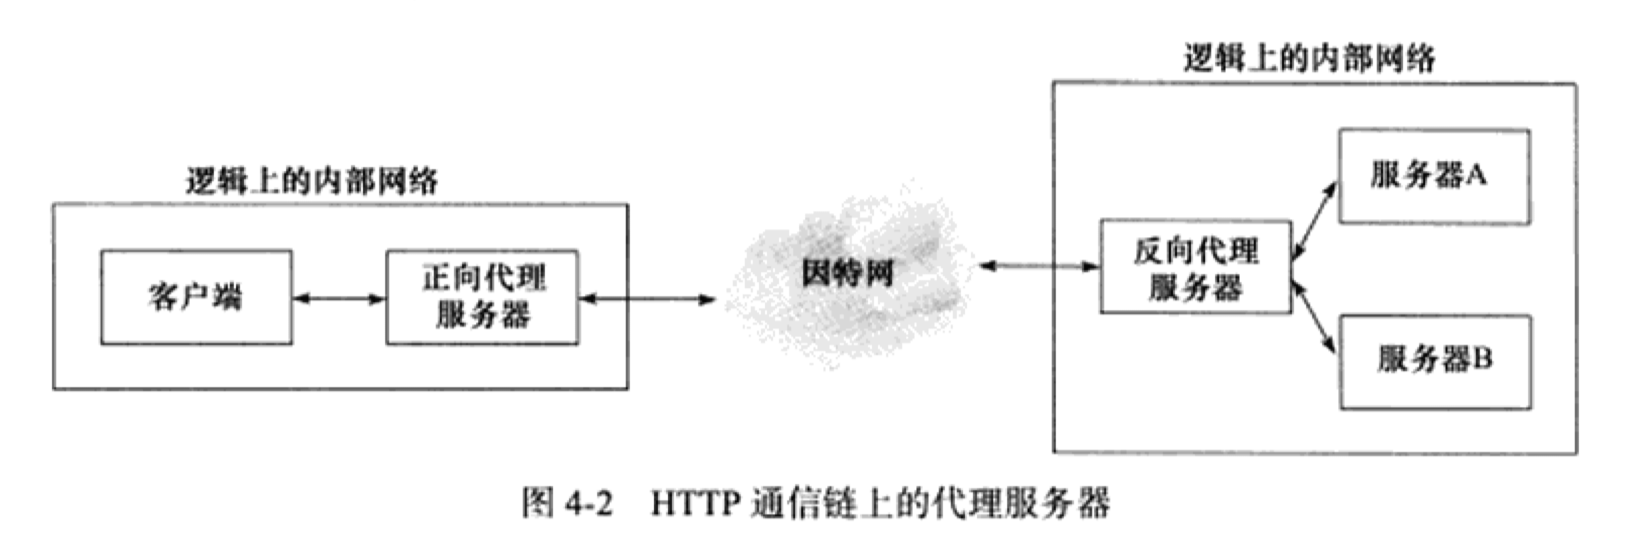 逻辑上的内部网络
逻辑上的内部网络
服务器A
客户端
正向代理
服务器
因特网
反向代理
服务器
服务器B
图 4-2 HTTP 通信链上的代理服务器